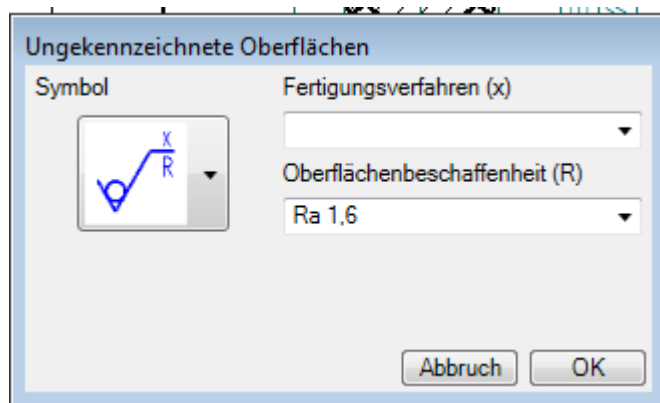 Ungekennzeichnete Oberflächen
Symbol
Fertigungsverfahren (x)
x
R
Oberflächenbeschaffenheit (R)
Ra 1,6
Abbruch
OK